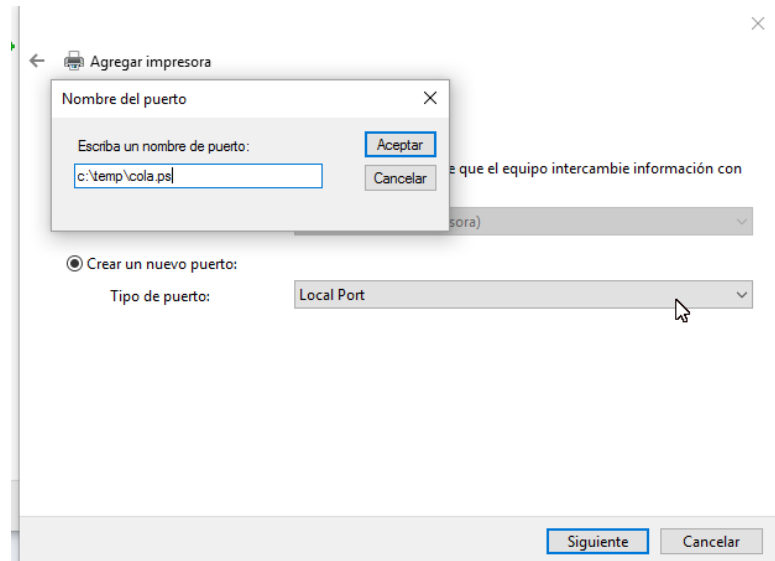 Agregar impresora
Nombre del puerto
Escriba un nombre de puerto:
Aceptar
c:\temp\cola.ps
Cancelar
que el equipo intercambie información con
sora)
Crear un nuevo puerto:
Tipo de puerto:
Local Port
Siguiente
Cancelar